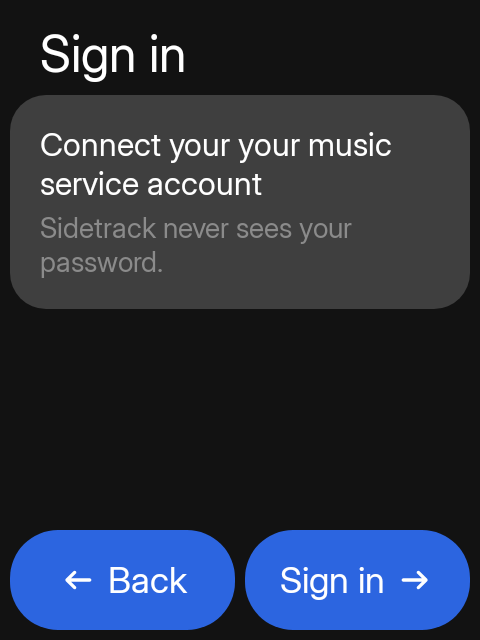 Sign in
Connect your your music
service account
Sidetrack never sees your
password.
Back
Sign in